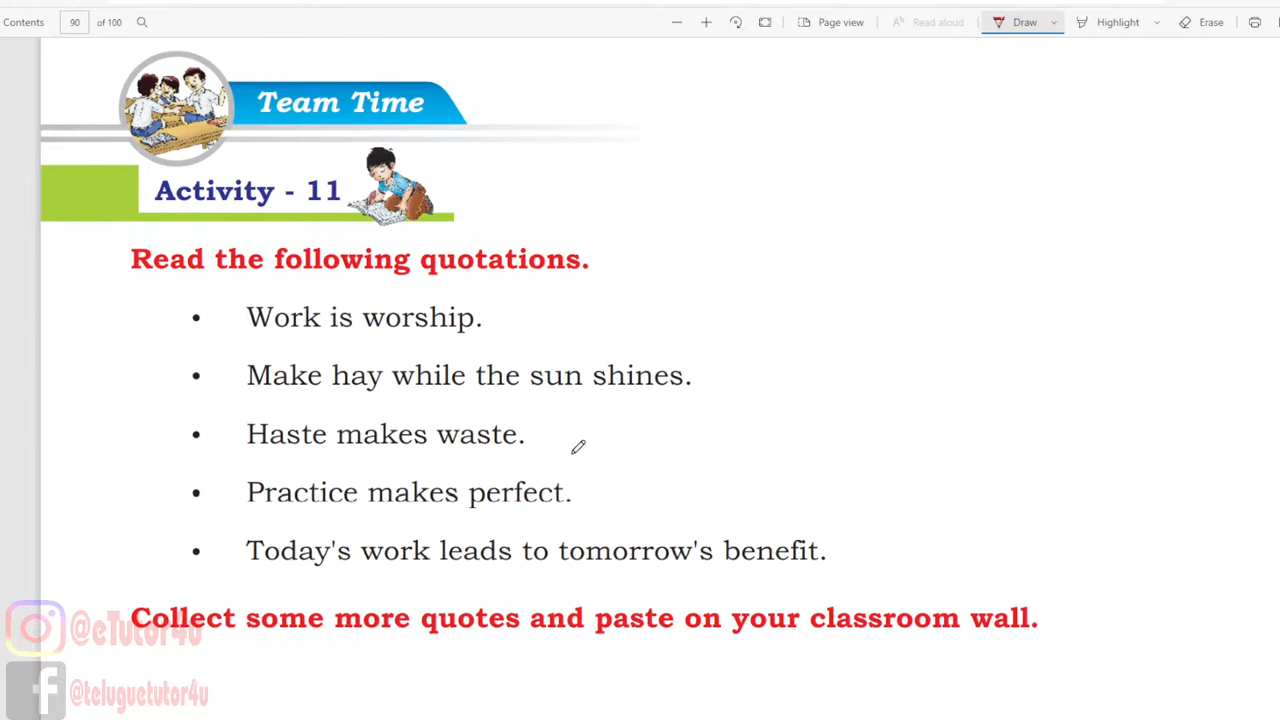 Contents 90 of 100 Page view Read aloud Draw Highlight Erase
Team Time
Activity - 11
Read the following quotations.
• Work is worship.
• Make hay while the sun shines.
• Haste makes waste.
• Practice makes perfect.
• Today's work leads to tomorrow's benefit.
Collect some more quotes and paste on your classroom wall.
@eTutor4u
@teluguetutor4u